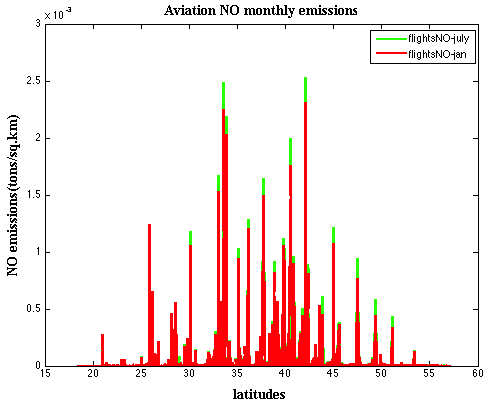 Aviation NO monthly emissions
x 10⁻³
3
2.5
2
1.5
1
0.5
0
NO emissions(tons/sq.km)
flightsNO-july
flightsNO-jan
15 20 25 30 35 40 45 50 55 60
latitudes